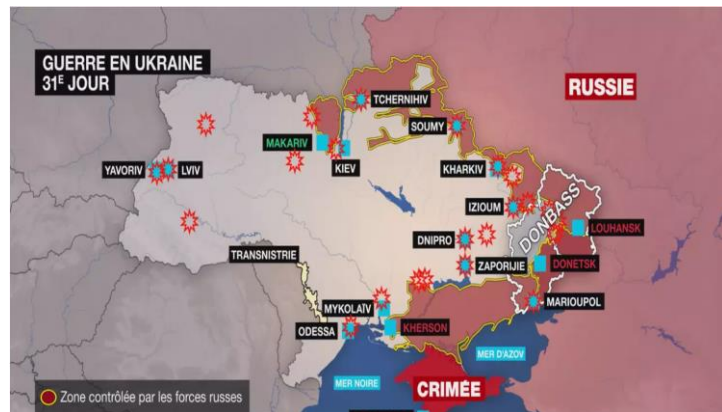 GUERRE EN UKRAINE
31E JOUR
RUSSIE
TCHERNIHIV
SOUMY
MAKARIV
KIEV
YAVORIV
LVIV
KHARKIV
IZIOUM
DONBASS
LOUHANSK
DNIPRO
TRANSNISTRIE
ZAPORIJIE
DONETSK
MYKOLAÏV
MARIOUPOL
ODESSA
KHERSON
MER D'AZOV
MER NOIRE
CRIMÉE
Zone contrôlée par les forces russes